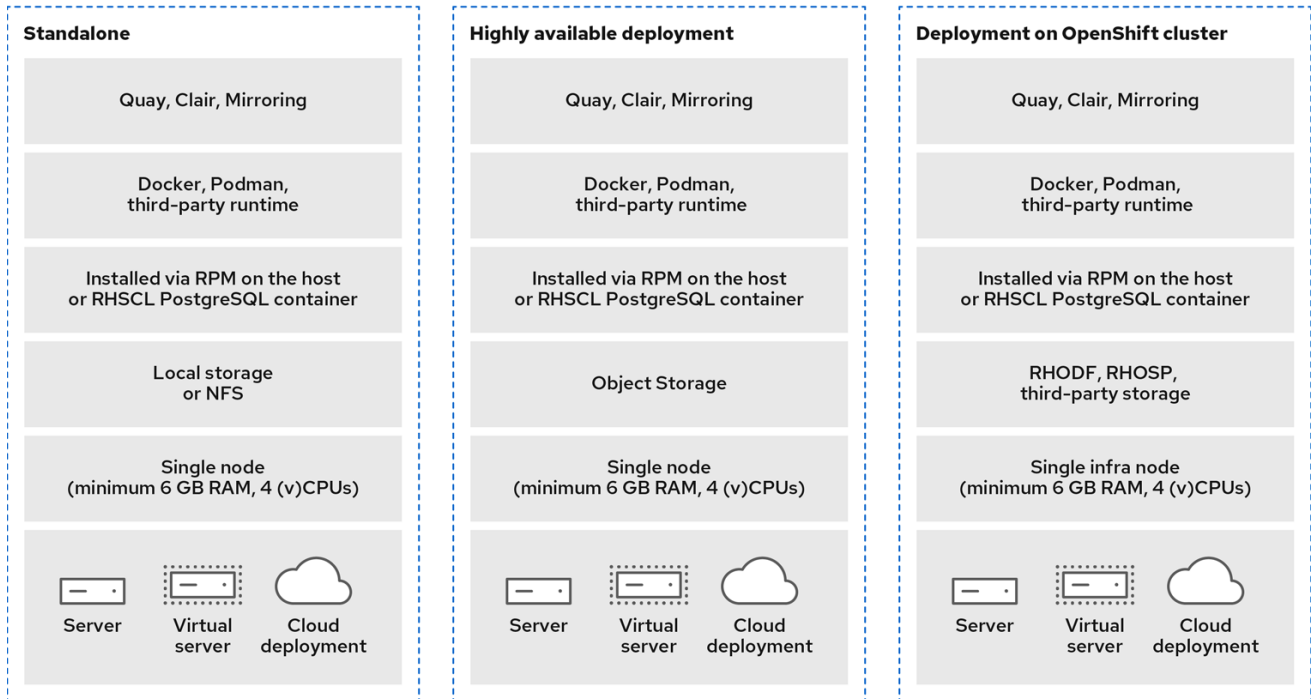 Standalone
Quay, Clair, Mirroring
Docker, Podman,
third-party runtime
Installed via RPM on the host
or RHSCL PostgreSQL container
Local storage
or NFS
Single node
(minimum 6 GB RAM, 4 (v)CPUs)
Server
Virtual
server
Cloud
deployment
Highly available deployment
Quay, Clair, Mirroring
Docker, Podman,
third-party runtime
Installed via RPM on the host
or RHSCL PostgreSQL container
Object Storage
Single node
(minimum 6 GB RAM, 4 (v)CPUs)
Server
Virtual
server
Cloud
deployment
Deployment on OpenShift cluster
Quay, Clair, Mirroring
Docker, Podman,
third-party runtime
Installed via RPM on the host
or RHSCL PostgreSQL container
RHODF, RHOSP,
third-party storage
Single infra node
(minimum 6 GB RAM, 4 (v)CPUs)
Server
Virtual
server
Cloud
deployment